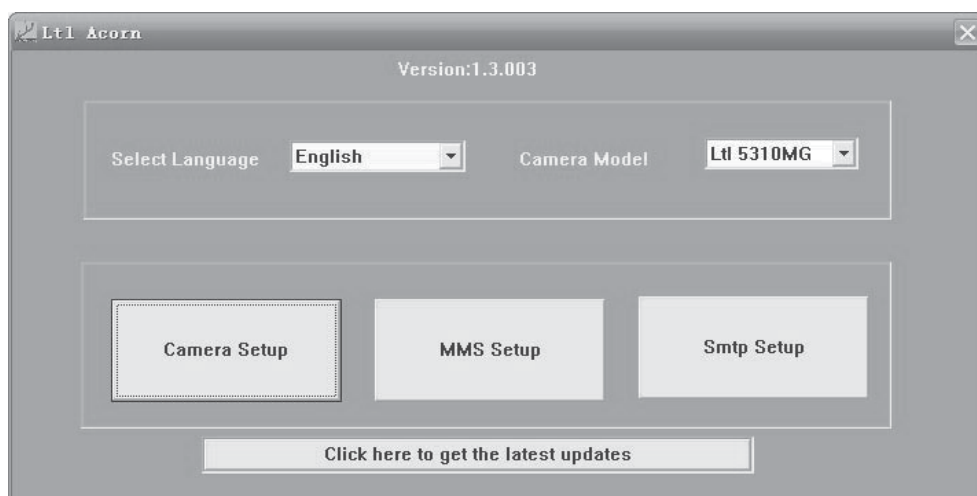 Ltl Acorn
Version:1.3.003
Select Language English Camera Model Ltl 5310MG
Camera Setup MMS Setup Smtp Setup
Click here to get the latest updates